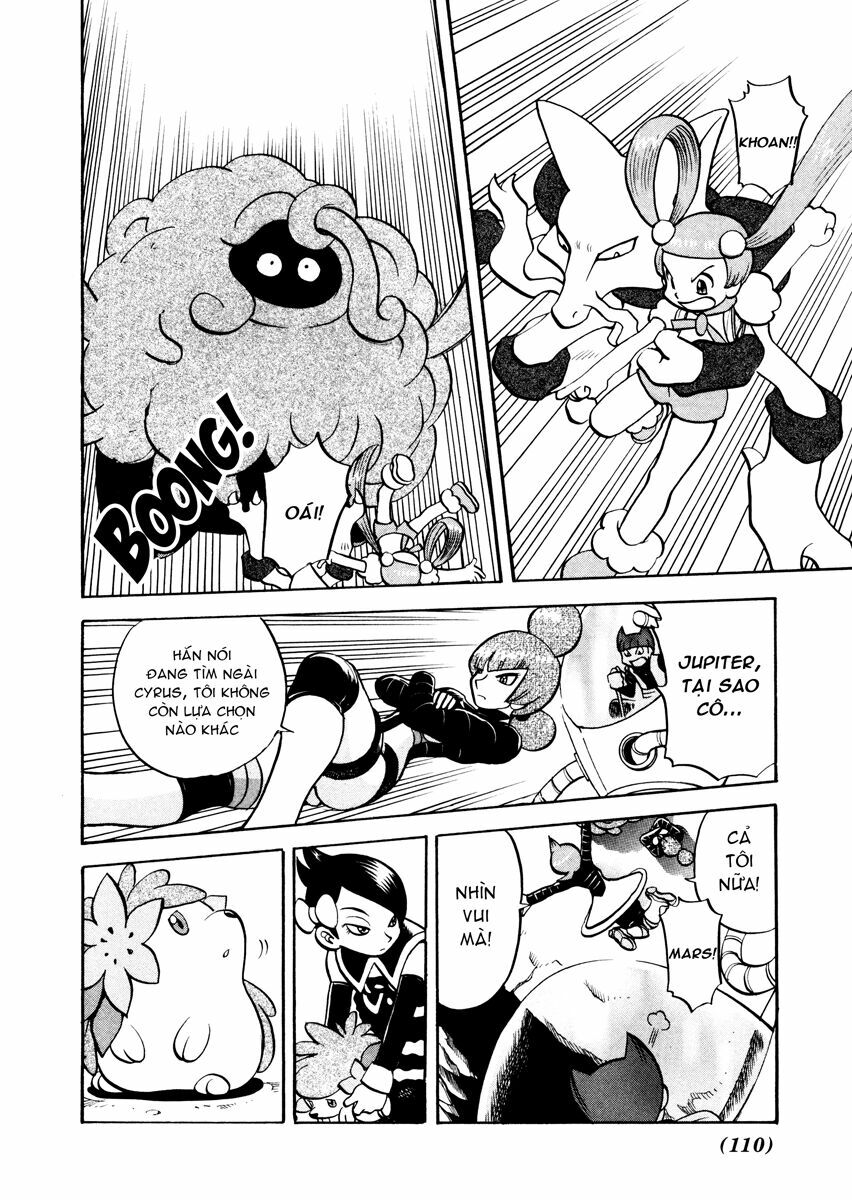 KHOAN!!
BOONG!
OÁI!
JUPITER,
TẠI SAO
CÔ...
HẮN NÓI
ĐANG TÌM NGÀI
CYRUS, TÔI KHÔNG
CÒN LỰA CHỌN
NÀO KHÁC
CẢ
TÔI
NỮA!
MARS!
NHÌN
VUI
MÀ!
(110)